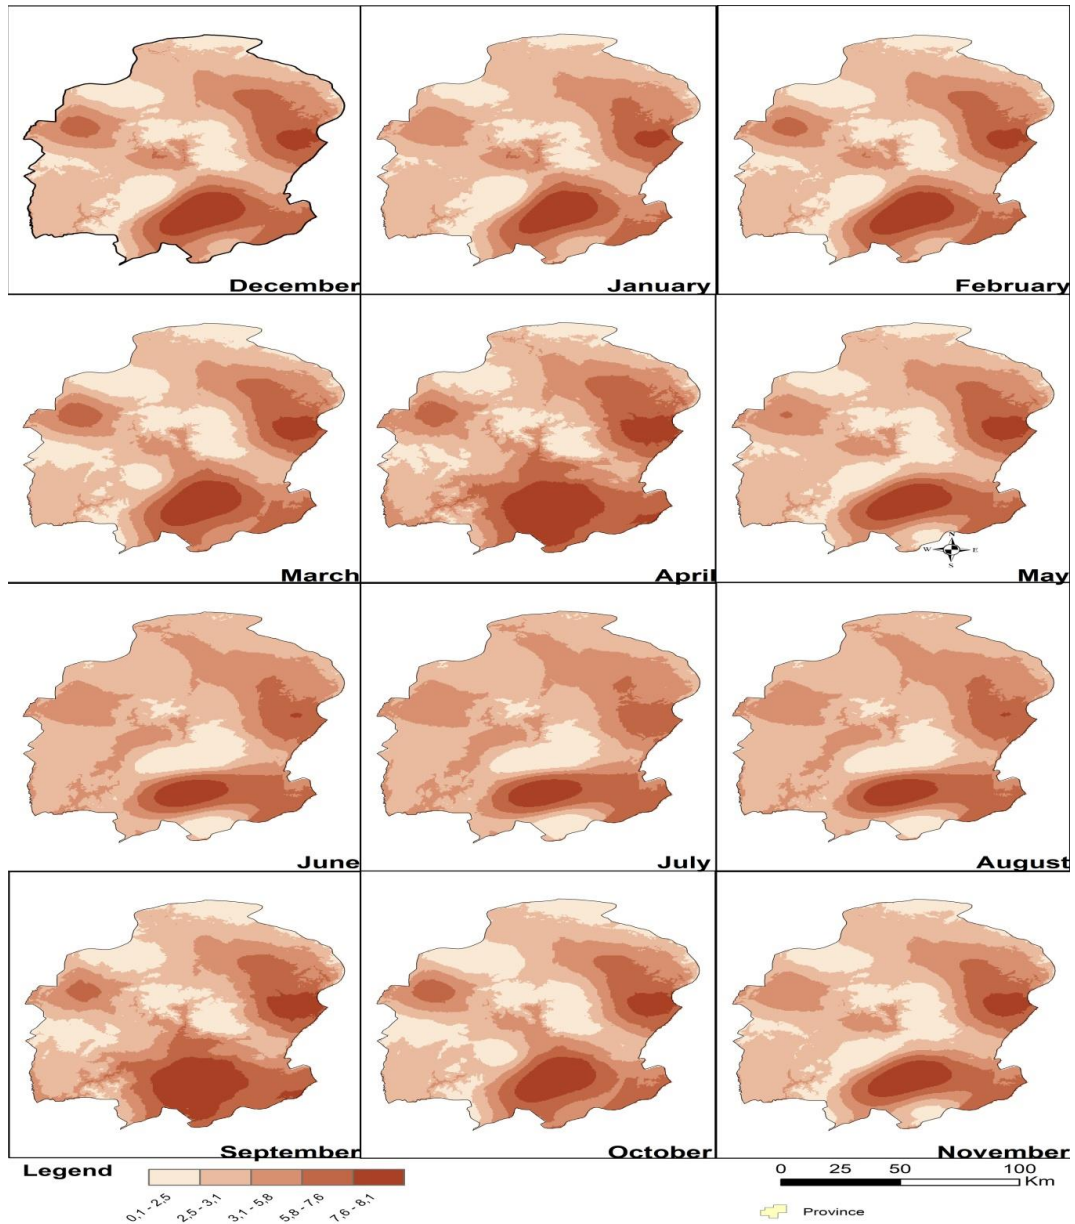 December
January
February
March
April
May
N
W E
S
June
July
August
September
October
November
Legend
0,1 - 2,5
2,5 - 3,1
3,1 - 5,8
5,8 - 7,6
7,6 - 8,1
0 25 50 100
Km
Province